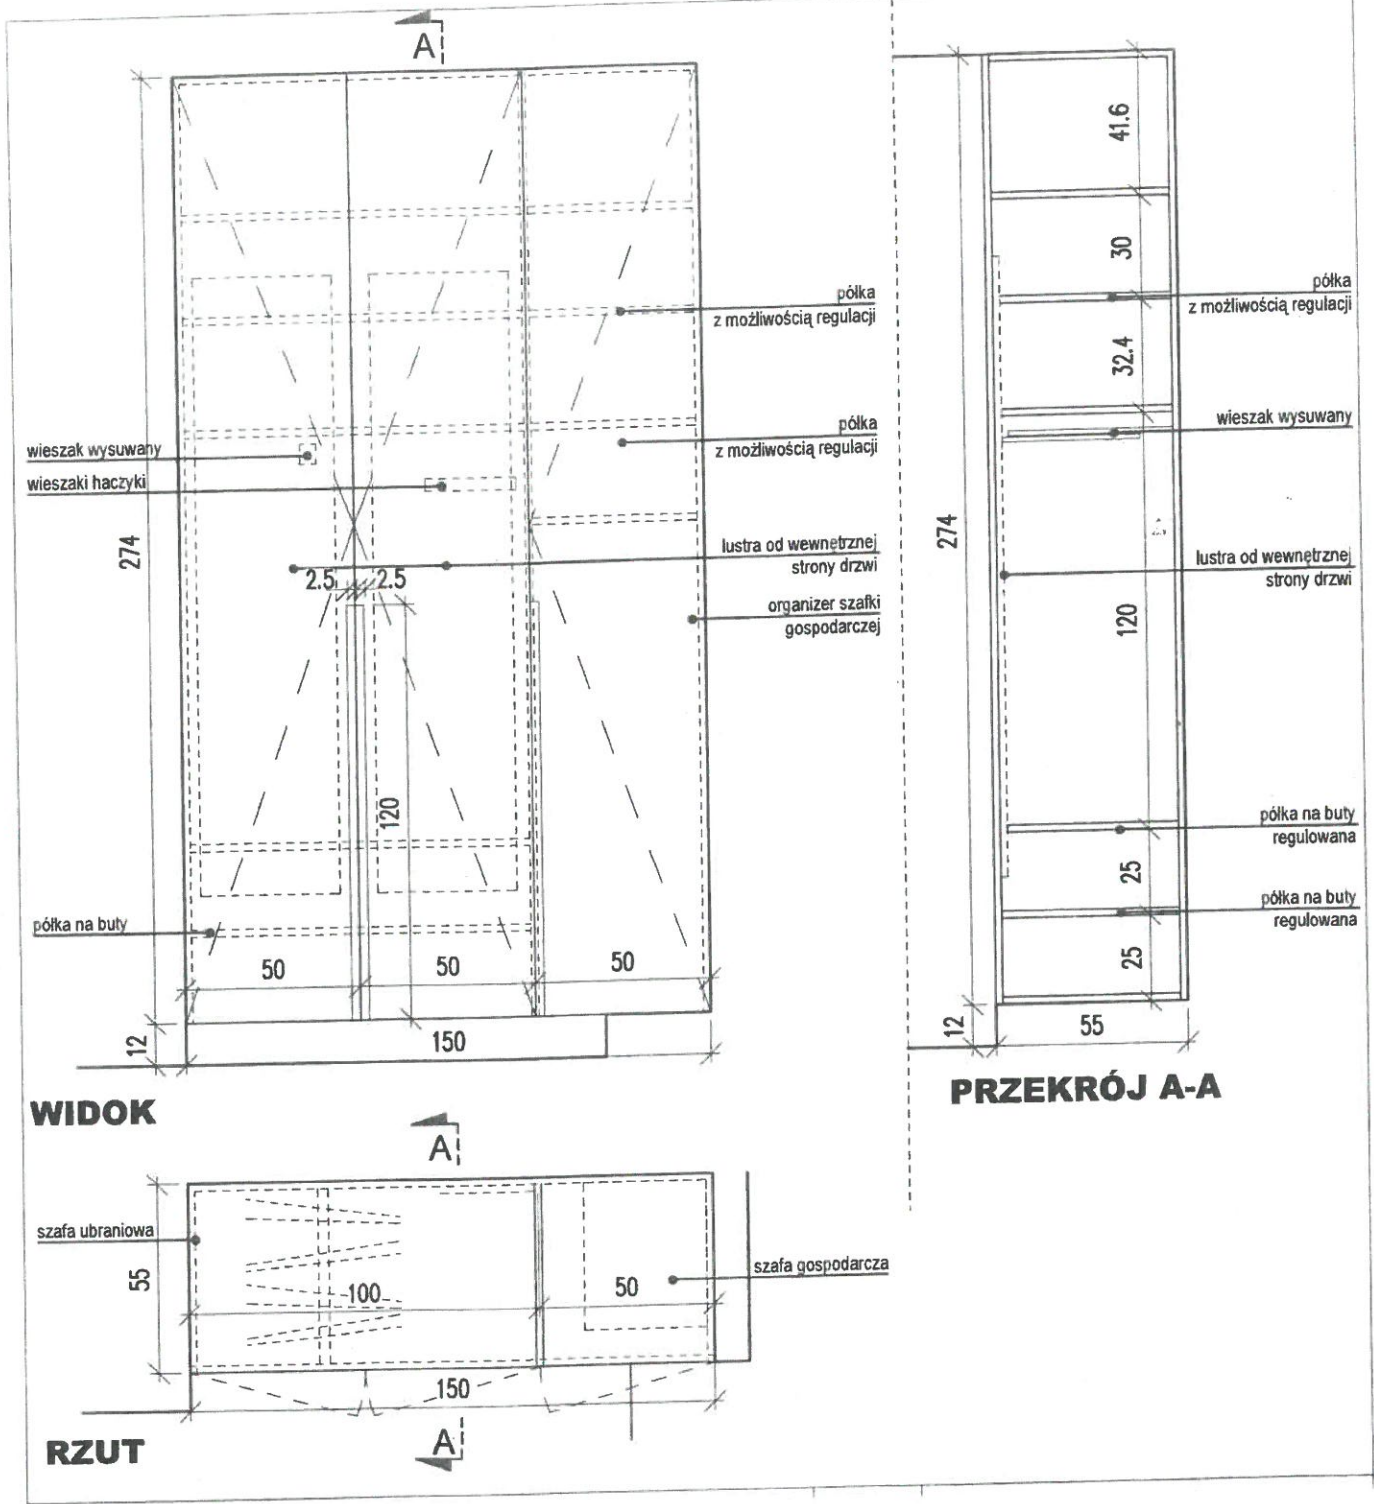 A
274
półka
z możliwością regulacji
półka
z możliwością regulacji
wieszak wysuwany
wieszaki haczyki
lustra od wewnętrznej
strony drzwi
2.5 2.5
organizer szafki
gospodarczej
120
półka na buty
50 50 50
12
150
WIDOK
41.6
30
półka
z możliwością regulacji
32.4
wieszak wysuwany
274
lustra od wewnętrznej
strony drzwi
120
półka na buty
regulowana
25
półka na buty
regulowana
25
12
55
PRZEKRÓJ A-A
A
szafa ubraniowa
55
100
50
szafa gospodarcza
150
RZUT
A